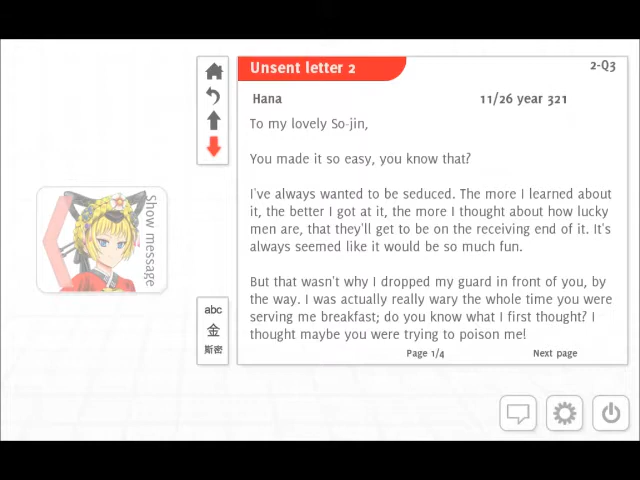 Unsent letter 2
2-Q3
Hana
11/26 year 321
To my lovely So-jin,
You made it so easy, you know that?
I've always wanted to be seduced. The more I learned about
it, the better I got at it, the more I thought about how lucky
men are, that they'll get to be on the receiving end of it. It's
always seemed like it would be so much fun.
But that wasn't why I dropped my guard in front of you, by
the way. I was actually really wary the whole time you were
serving me breakfast; do you know what I first thought? I
thought maybe you were trying to poison me!
Page 1/4
Next page
Show message
abc
金
斯密